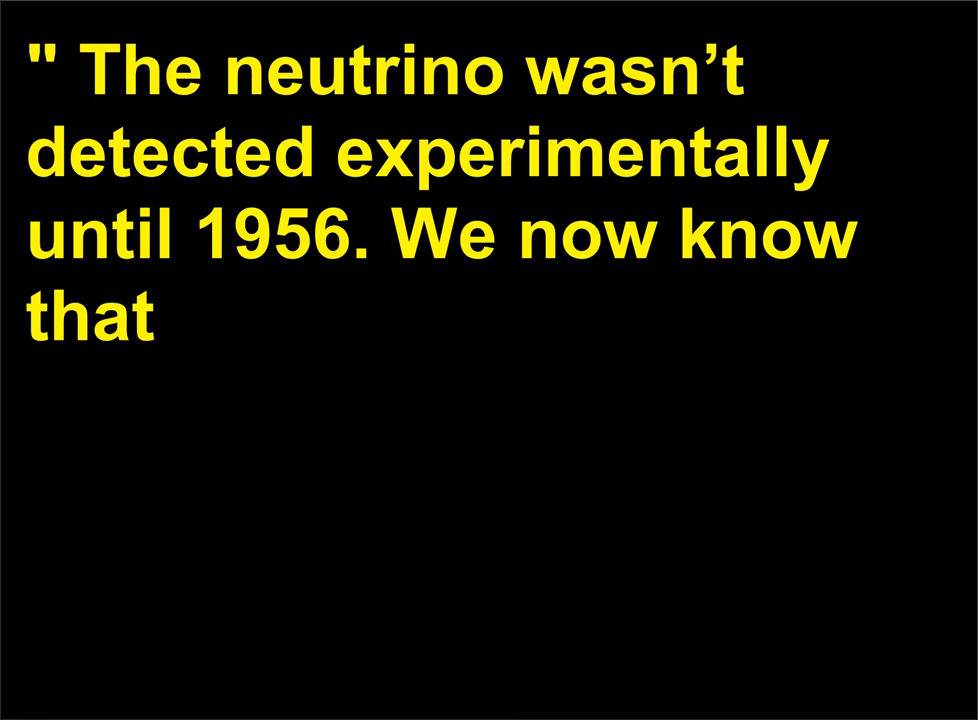 " The neutrino wasn’t
detected experimentally
until 1956. We now know
that